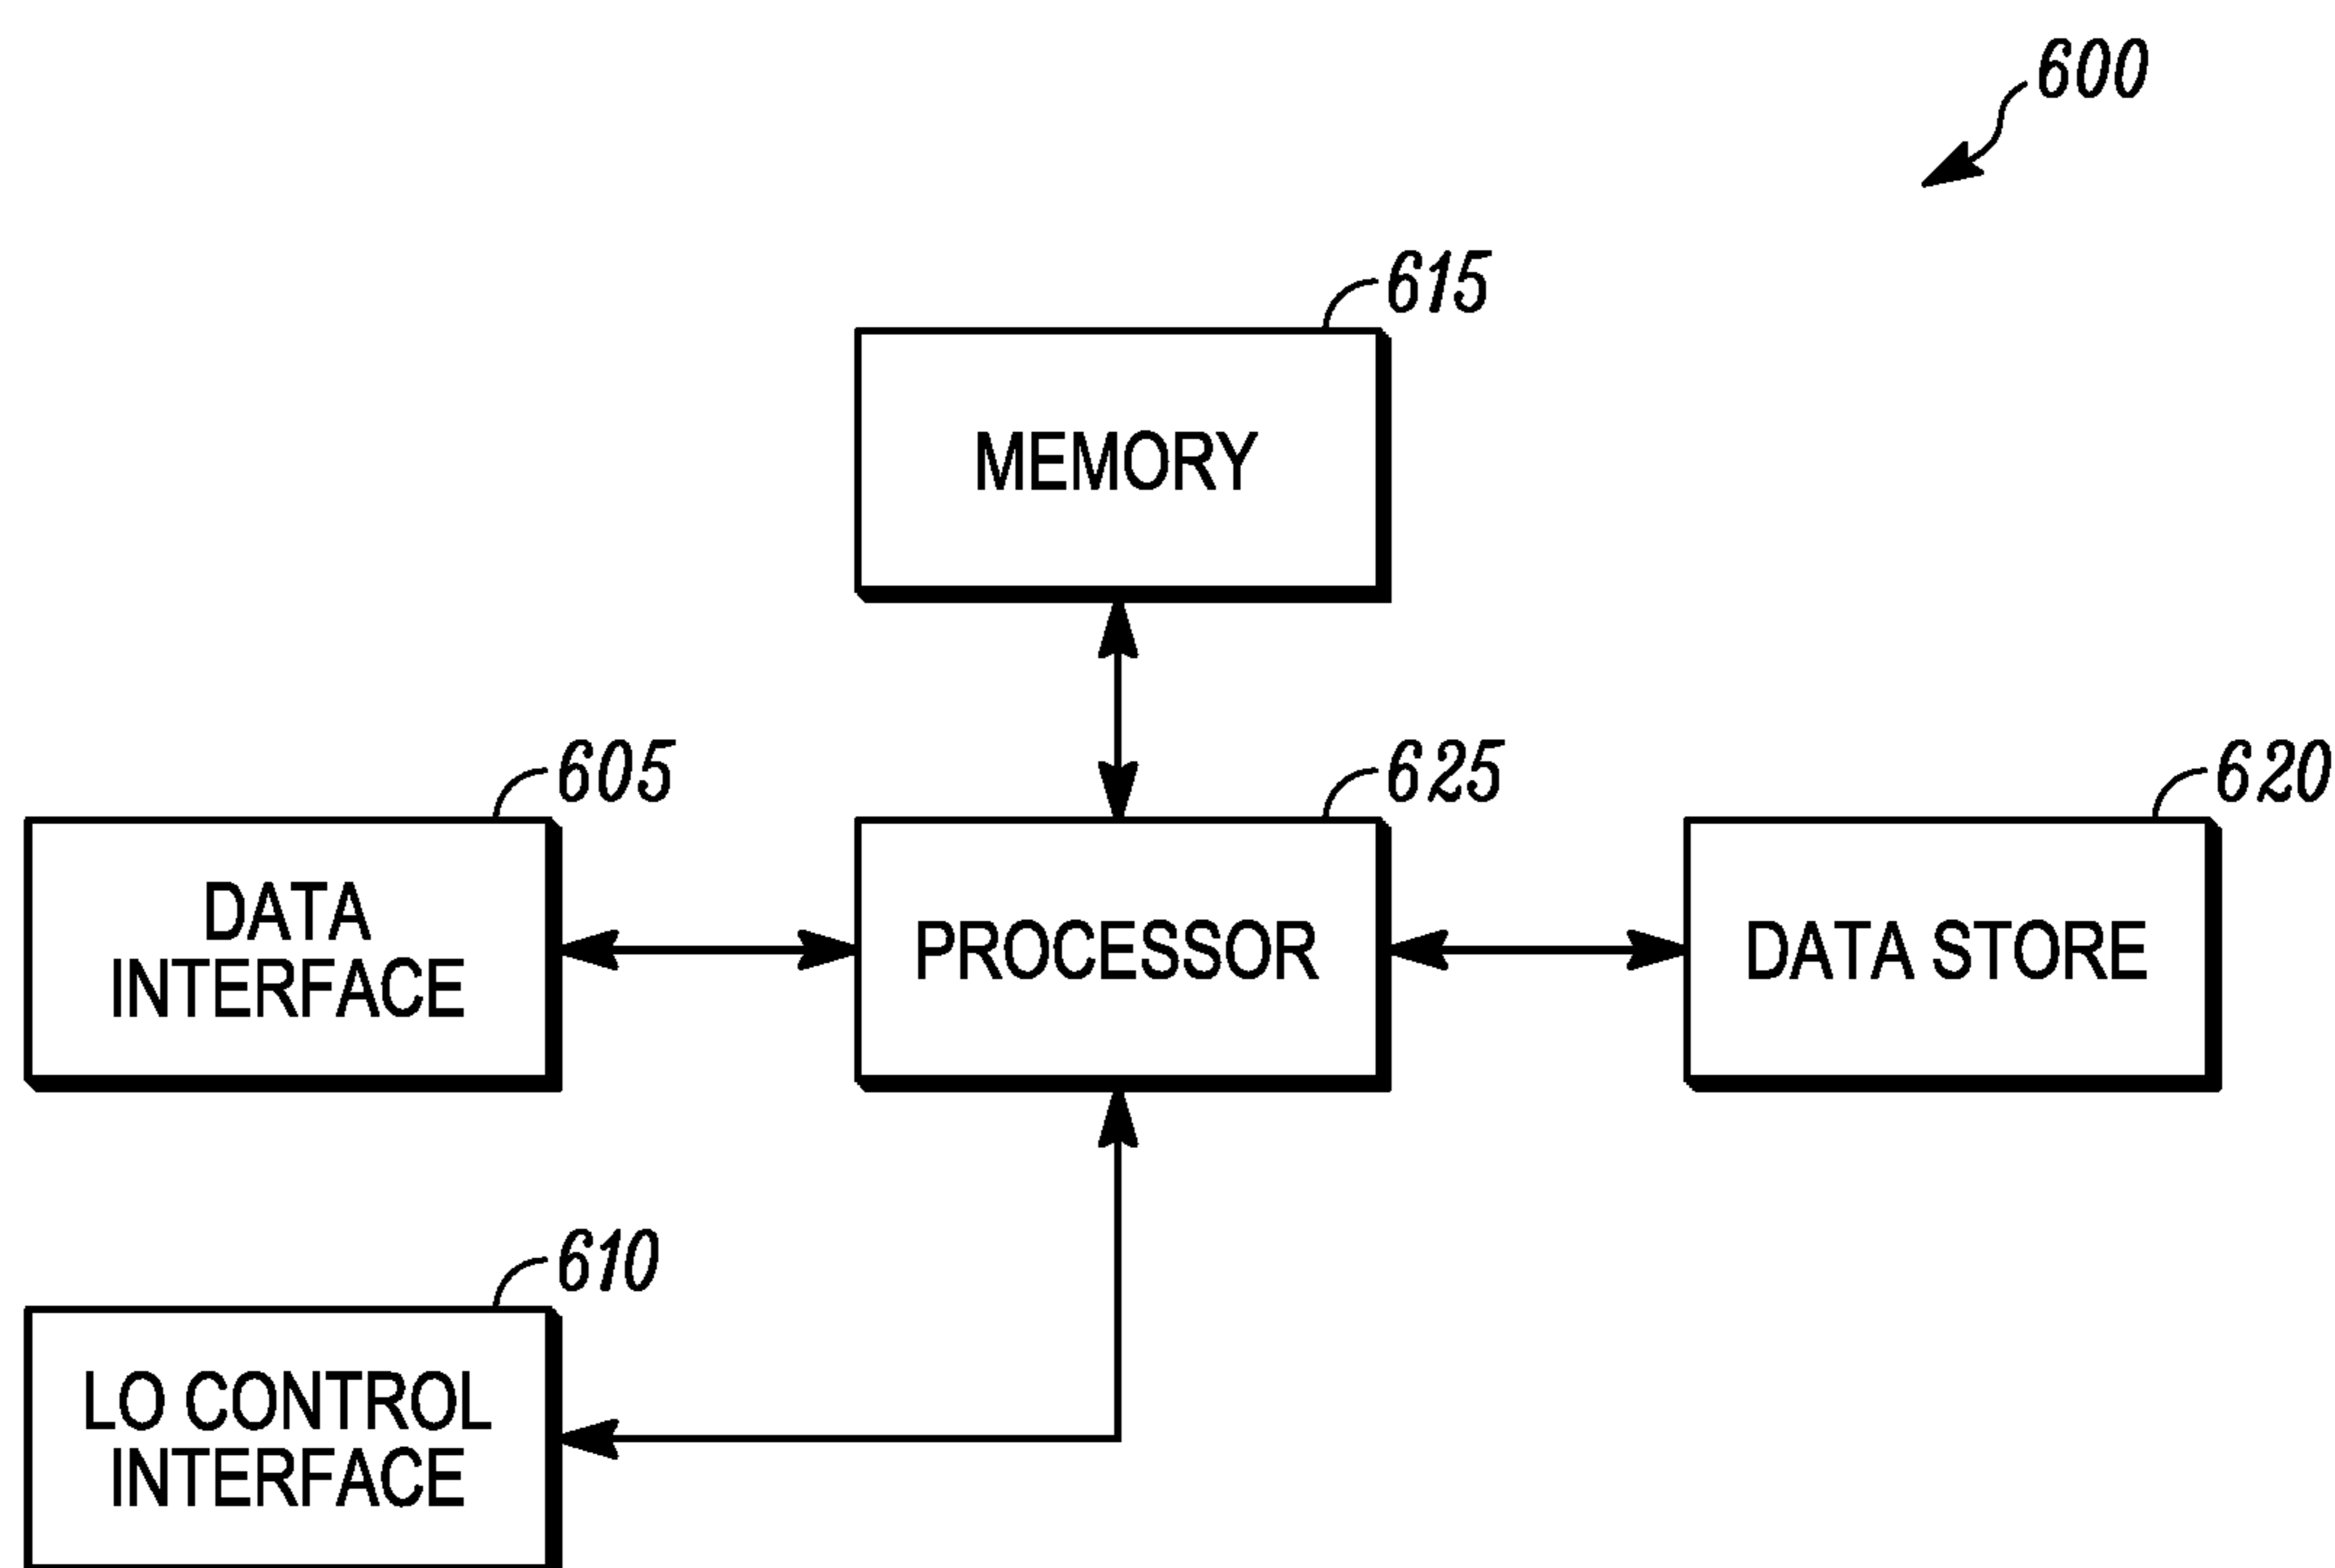 600
615
MEMORY
605
625
620
DATA
INTERFACE
PROCESSOR
DATA STORE
610
LO CONTROL
INTERFACE